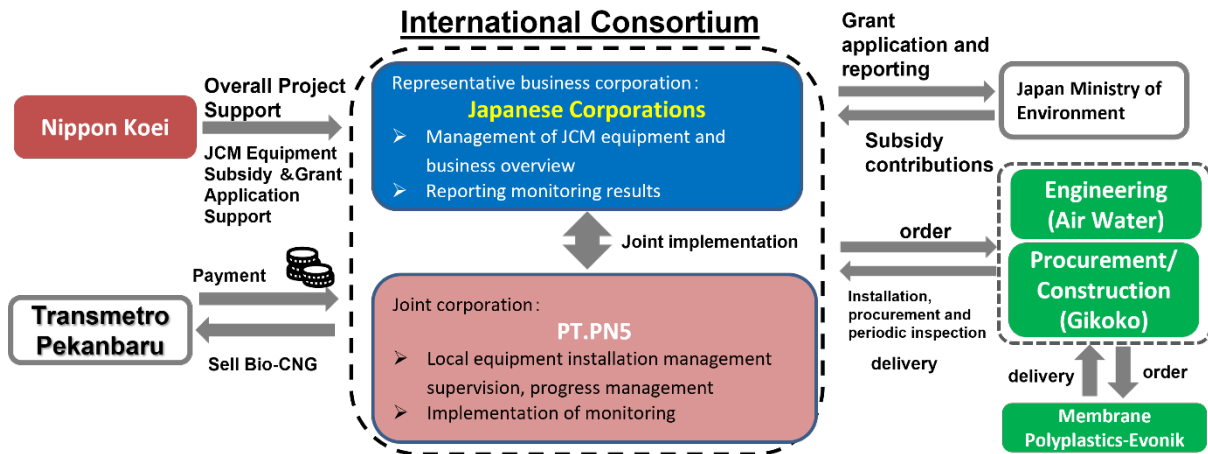 International Consortium
Nippon Koei
Overall Project
Support
JCM Equipment
Subsidy &Grant
Application
Support
Representative business corporation :
Japanese Corporations
➢ Management of JCM equipment and
business overview
➢ Reporting monitoring results
Grant
application and
reporting
Japan Ministry of
Environment
Subsidy
contributions
Joint implementation
Transmetro
Pekanbaru
Payment
Sell Bio-CNG
Joint corporation :
PT.PN5
➢ Local equipment installation management
supervision, progress management
➢ Implementation of monitoring
order
Installation,
procurement and
periodic inspection
delivery
Engineering
(Air Water)
Procurement/
Construction
(Gikoko)
delivery
order
Membrane
Polyplastics-Evonik